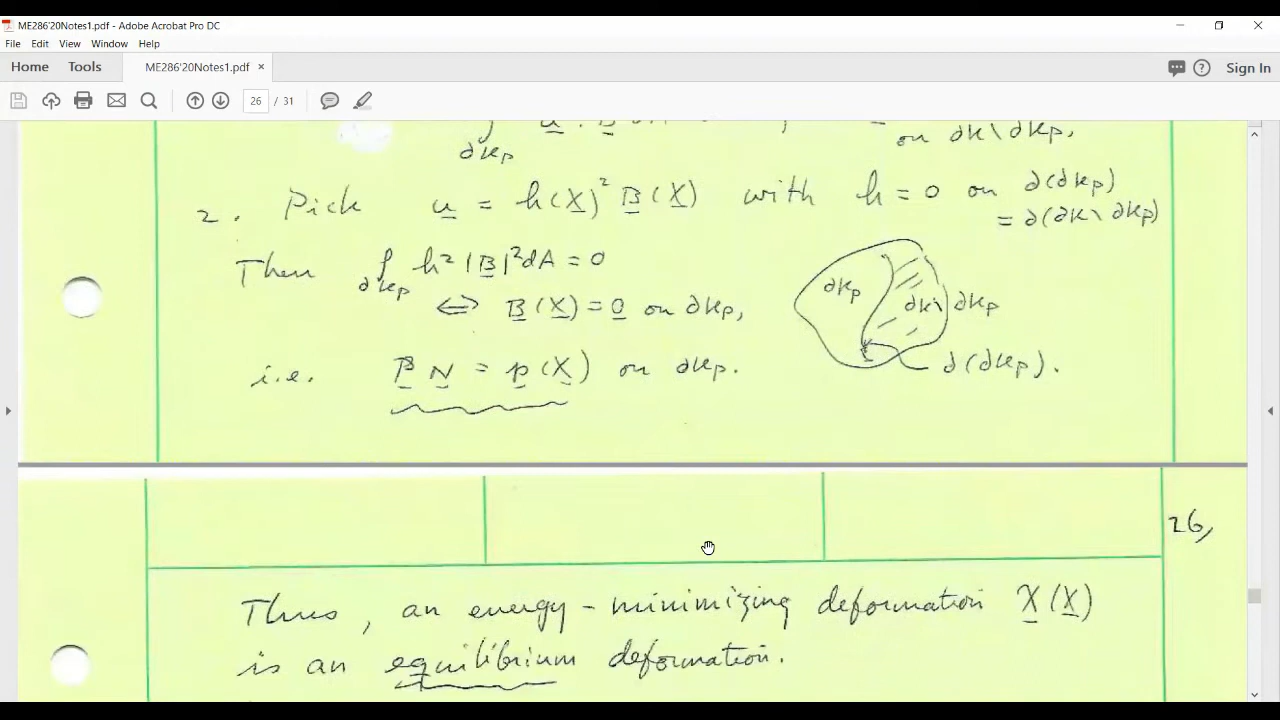 ME286'20Notes1.pdf - Adobe Acrobat Pro DC
File Edit View Window Help
Home Tools ME286'20Notes1.pdf × Sign In
26 / 31
∂κp on ∂κ\∂κp.
2. Pick u = h(X)² B(X) with h = 0 on ∂(∂κp)
= ∂(∂κ\∂κp)
Then ∫∂κp h²|B|²dA = 0
⇔ B(X) = 0 on ∂κp,
∂κp ∂κ\∂κp
i.e. P N = p(X) on ∂κp.
∂(∂κp).
26,
Thus, an energy-minimizing deformation χ(X)
is an equilibrium deformation.